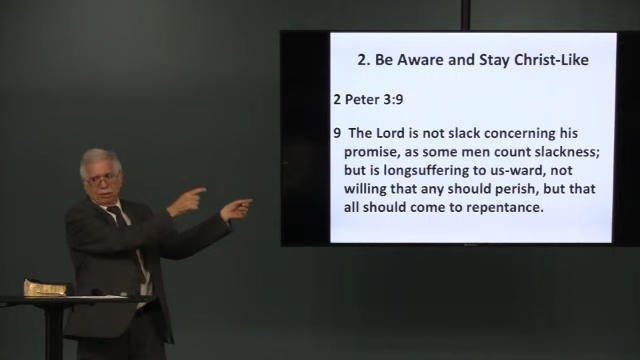 2. Be Aware and Stay Christ-Like
2 Peter 3:9
9 The Lord is not slack concerning his
promise, as some men count slackness;
but is longsuffering to us-ward, not
willing that any should perish, but that
all should come to repentance.